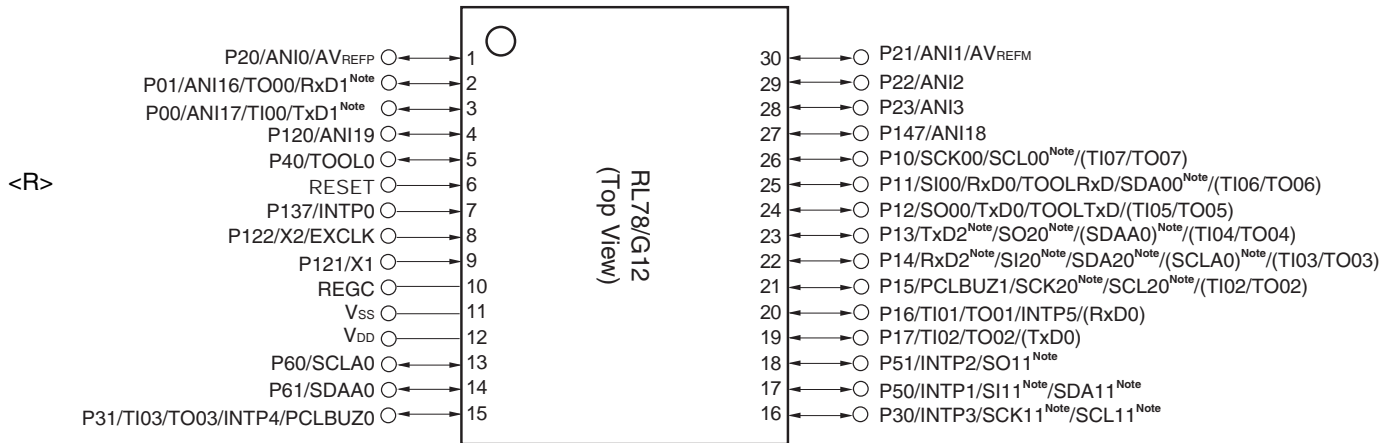 P20/ANI0/AVREFP 1
P01/ANI16/TO00/RxD1Note 2
P00/ANI17/TI00/TxD1Note 3
P120/ANI19 4
P40/TOOL0 5
<R>
RESET 6
P137/INTP0 7
P122/X2/EXCLK 8
P121/X1 9
REGC 10
VSS 11
VDD 12
P60/SCLA0 13
P61/SDAA0 14
P31/TI03/TO03/INTP4/PCLBUZ0 15
RL78/G12
(Top View)
30 P21/ANI1/AVREFM
29 P22/ANI2
28 P23/ANI3
27 P147/ANI18
26 P10/SCK00/SCL00Note/(TI07/TO07)
25 P11/SI00/RxD0/TOOLRxD/SDA00Note/(TI06/TO06)
24 P12/SO00/TxD0/TOOLTxD/(TI05/TO05)
23 P13/TxD2Note/SO20Note/(SDAA0)Note/(TI04/TO04)
22 P14/RxD2Note/SI20Note/SDA20Note/(SCLA0)Note/(TI03/TO03)
21 P15/PCLBUZ1/SCK20Note/SCL20Note/(TI02/TO02)
20 P16/TI01/TO01/INTP5/(RxD0)
19 P17/TI02/TO02/(TxD0)
18 P51/INTP2/SO11Note
17 P50/INTP1/SI11Note/SDA11Note
16 P30/INTP3/SCK11Note/SCL11Note